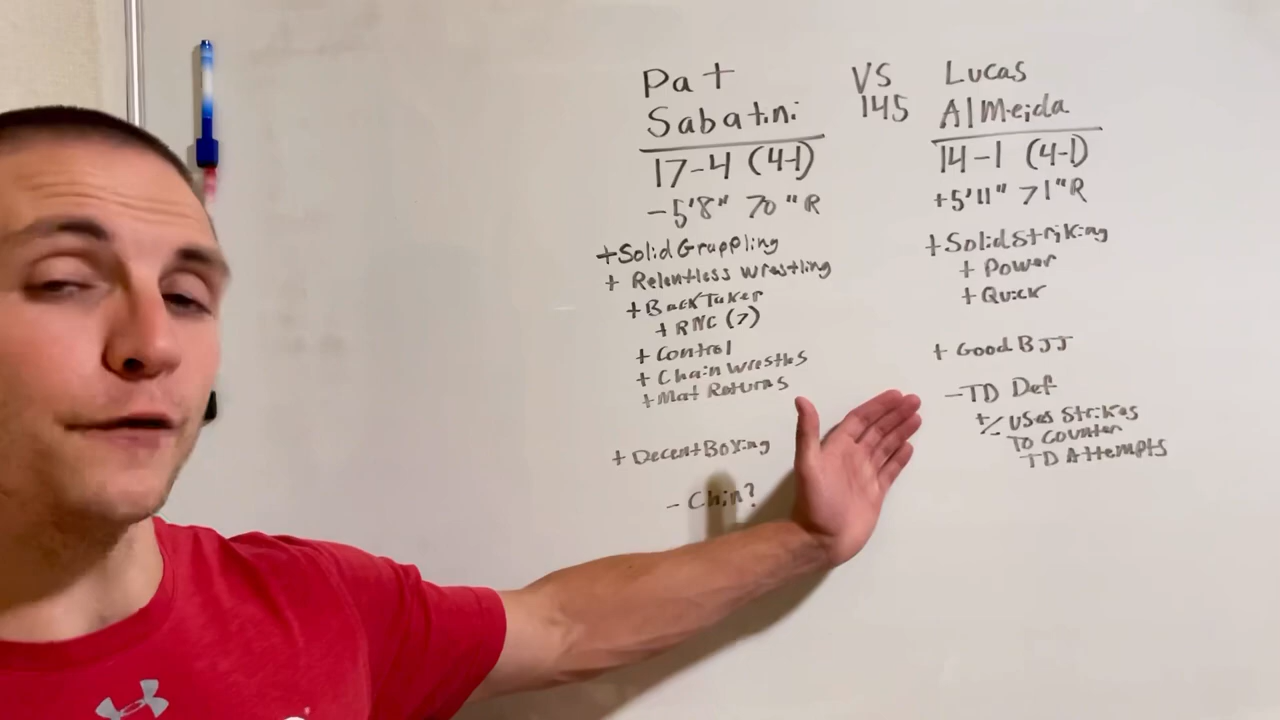 Pat
Sabatini
17-4 (4-1)
-5'8" 70"R
+Solid Grappling
+ Relentless Wrestling
+ Back Taker
+ RNC (7)
+ Control
+ Chain Wrestles
+ Mat Returns
+ Decent Boxing
- Chin?
VS
145
Lucas
Almeida
14-1 (4-1)
+5'11" 71"R
+Solid Striking
+ Power
+ Quick
+ Good BJJ
-TD Def
+/- Uses Strikes
To Counter
TD Attempts